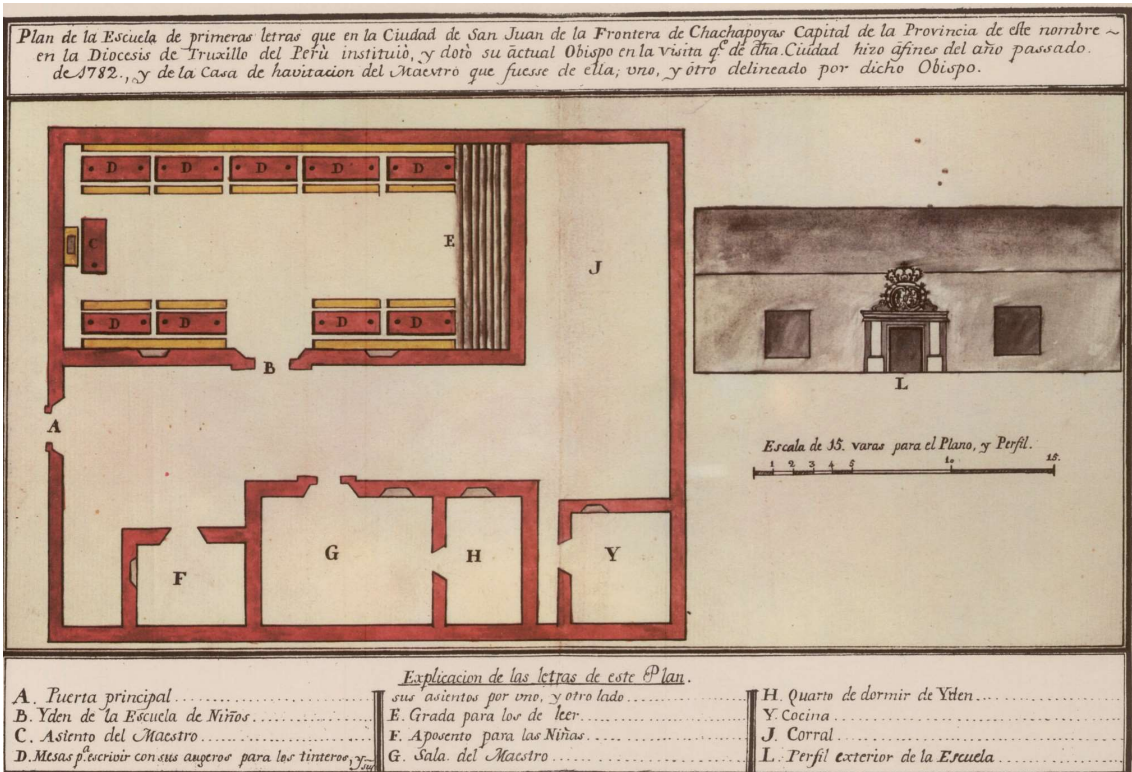 Plan de la Escuela de primeras letras que en la Ciudad de San Juan de la Frontera de Chachapoyas Capital de la Provincia de este nombre ~
en la Diocesis de Truxillo del Perù instituiò, y dotò su actual Obispo en la visita q.e de dha. Ciudad hizo afines del año passado.
de 1782., y de la Casa de havitacion del Maestro que fuesse de ella; uno, y òtro delineado por dicho Obispo.
D D D D D
C
E
J
D D D D
B
A
L
Escala de 15. varas para el Plano, y Perfil.
1 2 3 4 5 10 15.
G
H
Y
F
Explicacion de las letras de este Plan.
A. Puerta principal
B. Yden de la Escuela de Niños
C. Asiento del Maestro
D. Mesas p.a escrivir con sus augeros para los tinteros, y sus
sus asientos por uno, y otro lado
E. Grada para los de leer.
F. Aposento para las Niñas
G. Sala del Maestro
H. Quarto de dormir de Yden
Y. Cocina
J. Corral
L. Perfil exterior de la Escuela